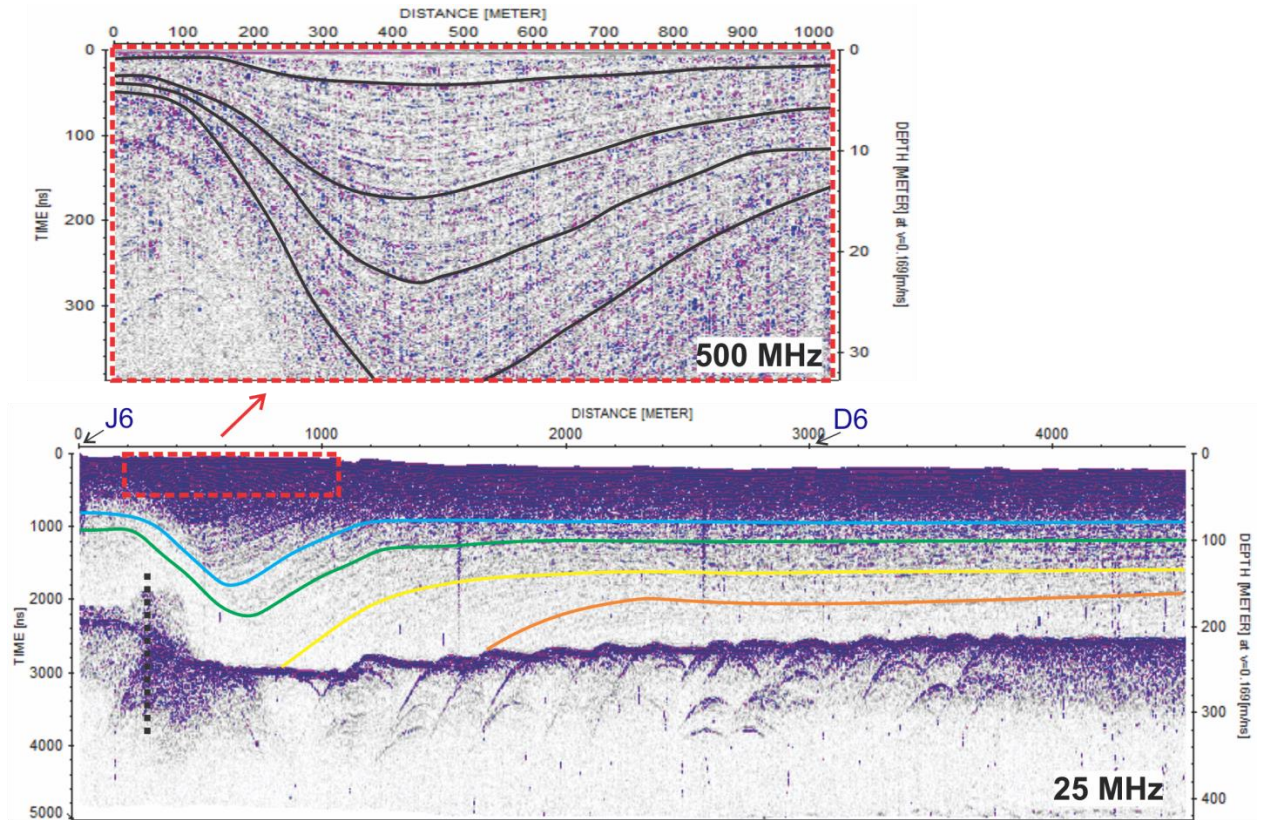 DISTANCE [METER]
0 100 200 300 400 500 600 700 800 900 1000
TIME [ns]
0
100
200
300
0
10
20
30
DEPTH [METER] at v=0.169[m/ns]
500 MHz
DISTANCE [METER]
J6
D6
0 1000 2000 3000 4000
TIME [ns]
0
1000
2000
3000
4000
5000
0
100
200
300
400
DEPTH [METER] at v=0.169[m/ns]
25 MHz